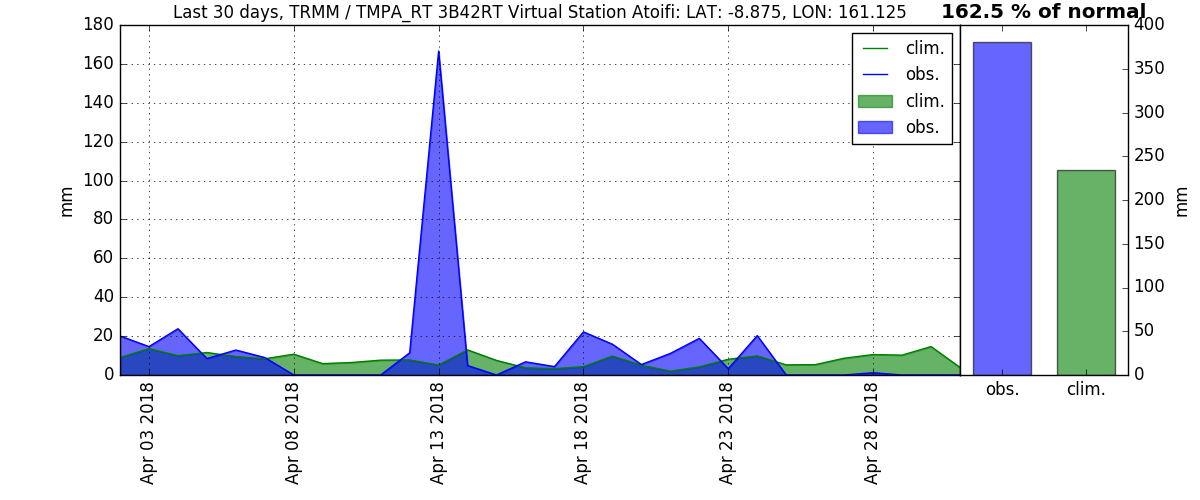 Last 30 days, TRMM / TMPA_RT 3B42RT Virtual Station Atoifi: LAT: -8.875, LON: 161.125
162.5 % of normal
180
160
140
120
100
80
60
40
20
0
mm
clim.
obs.
clim.
obs.
Apr 03 2018
Apr 08 2018
Apr 13 2018
Apr 18 2018
Apr 23 2018
Apr 28 2018
400
350
300
250
200
150
100
50
0
mm
obs.
clim.